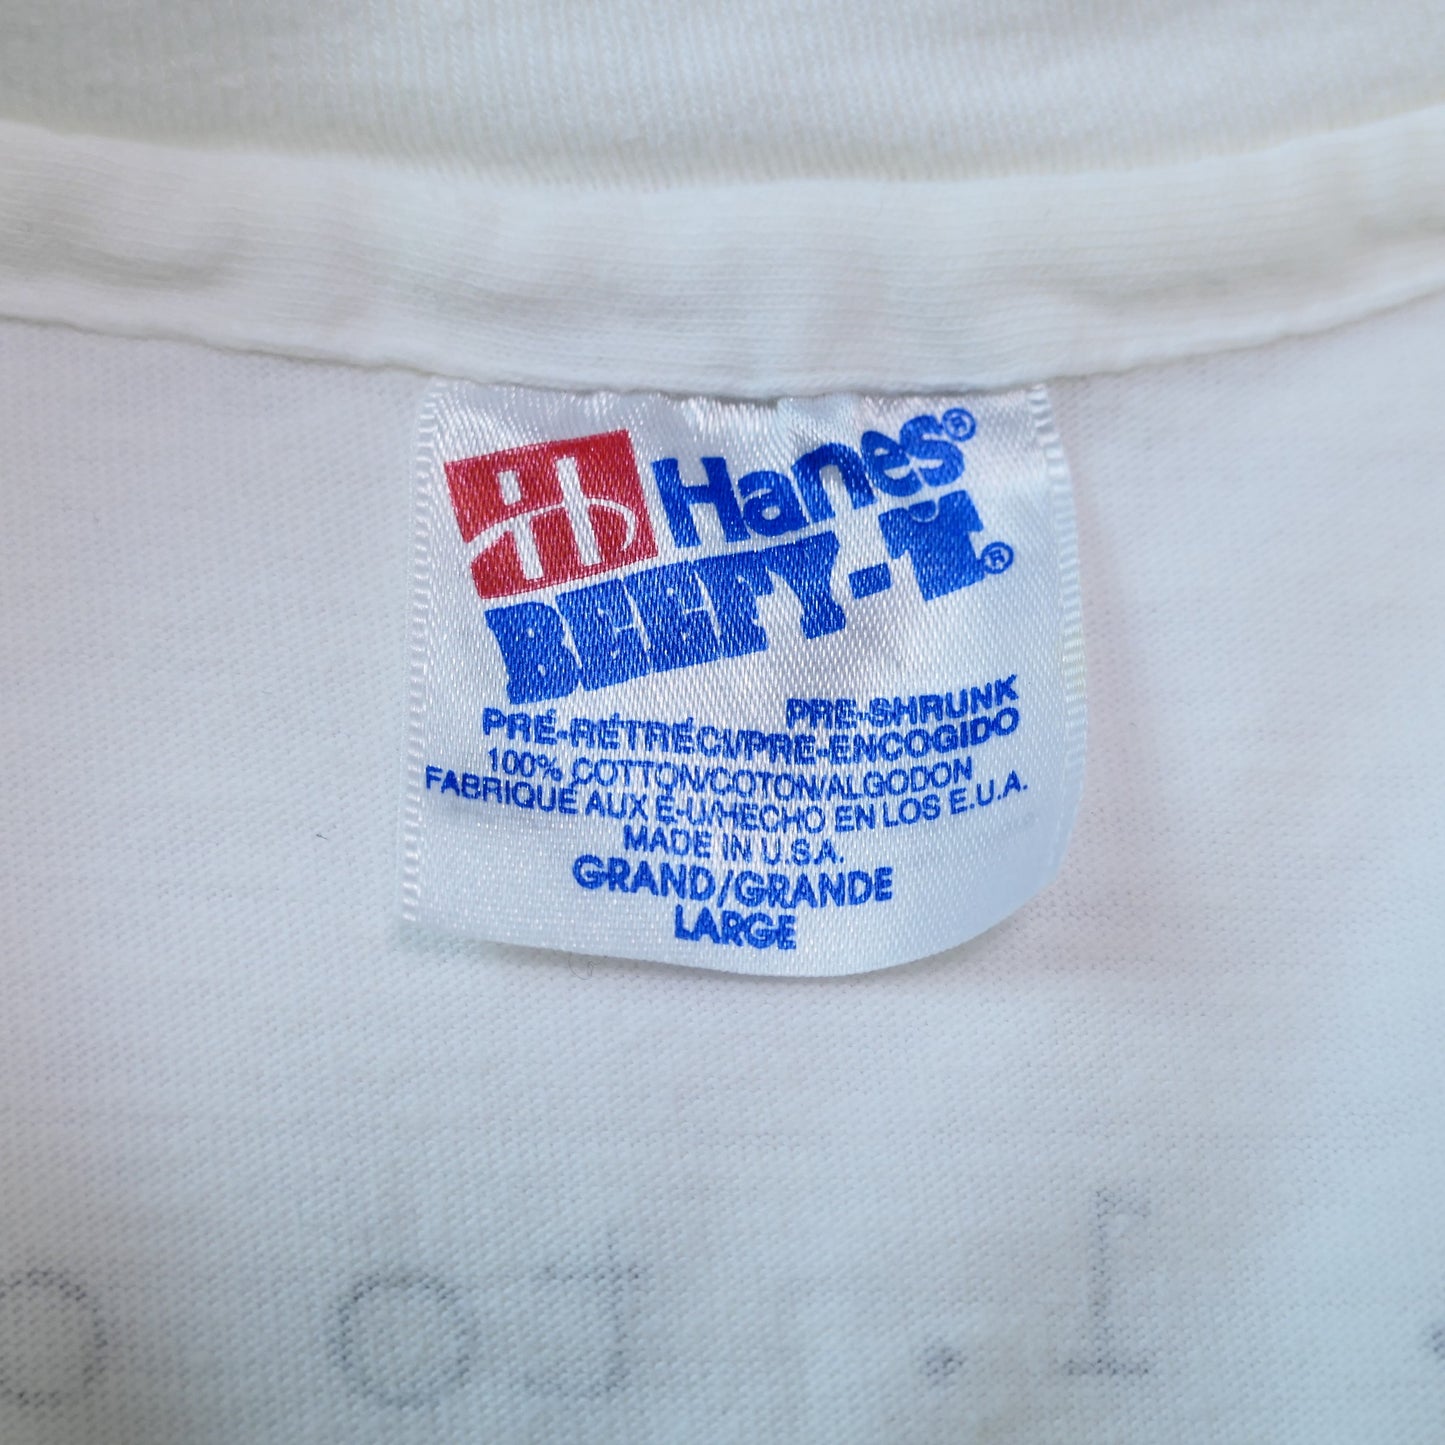 Hanes®
BEEFY-T®
PRE-SHRUNK
PRÉ-RÉTRÉCI/PRE-ENCOGIDO
100% COTTON/COTON/ALGODON
FABRIQUÉ AUX É-U/HECHO EN LOS E.U.A.
MADE IN U.S.A.
GRAND/GRANDE
LARGE